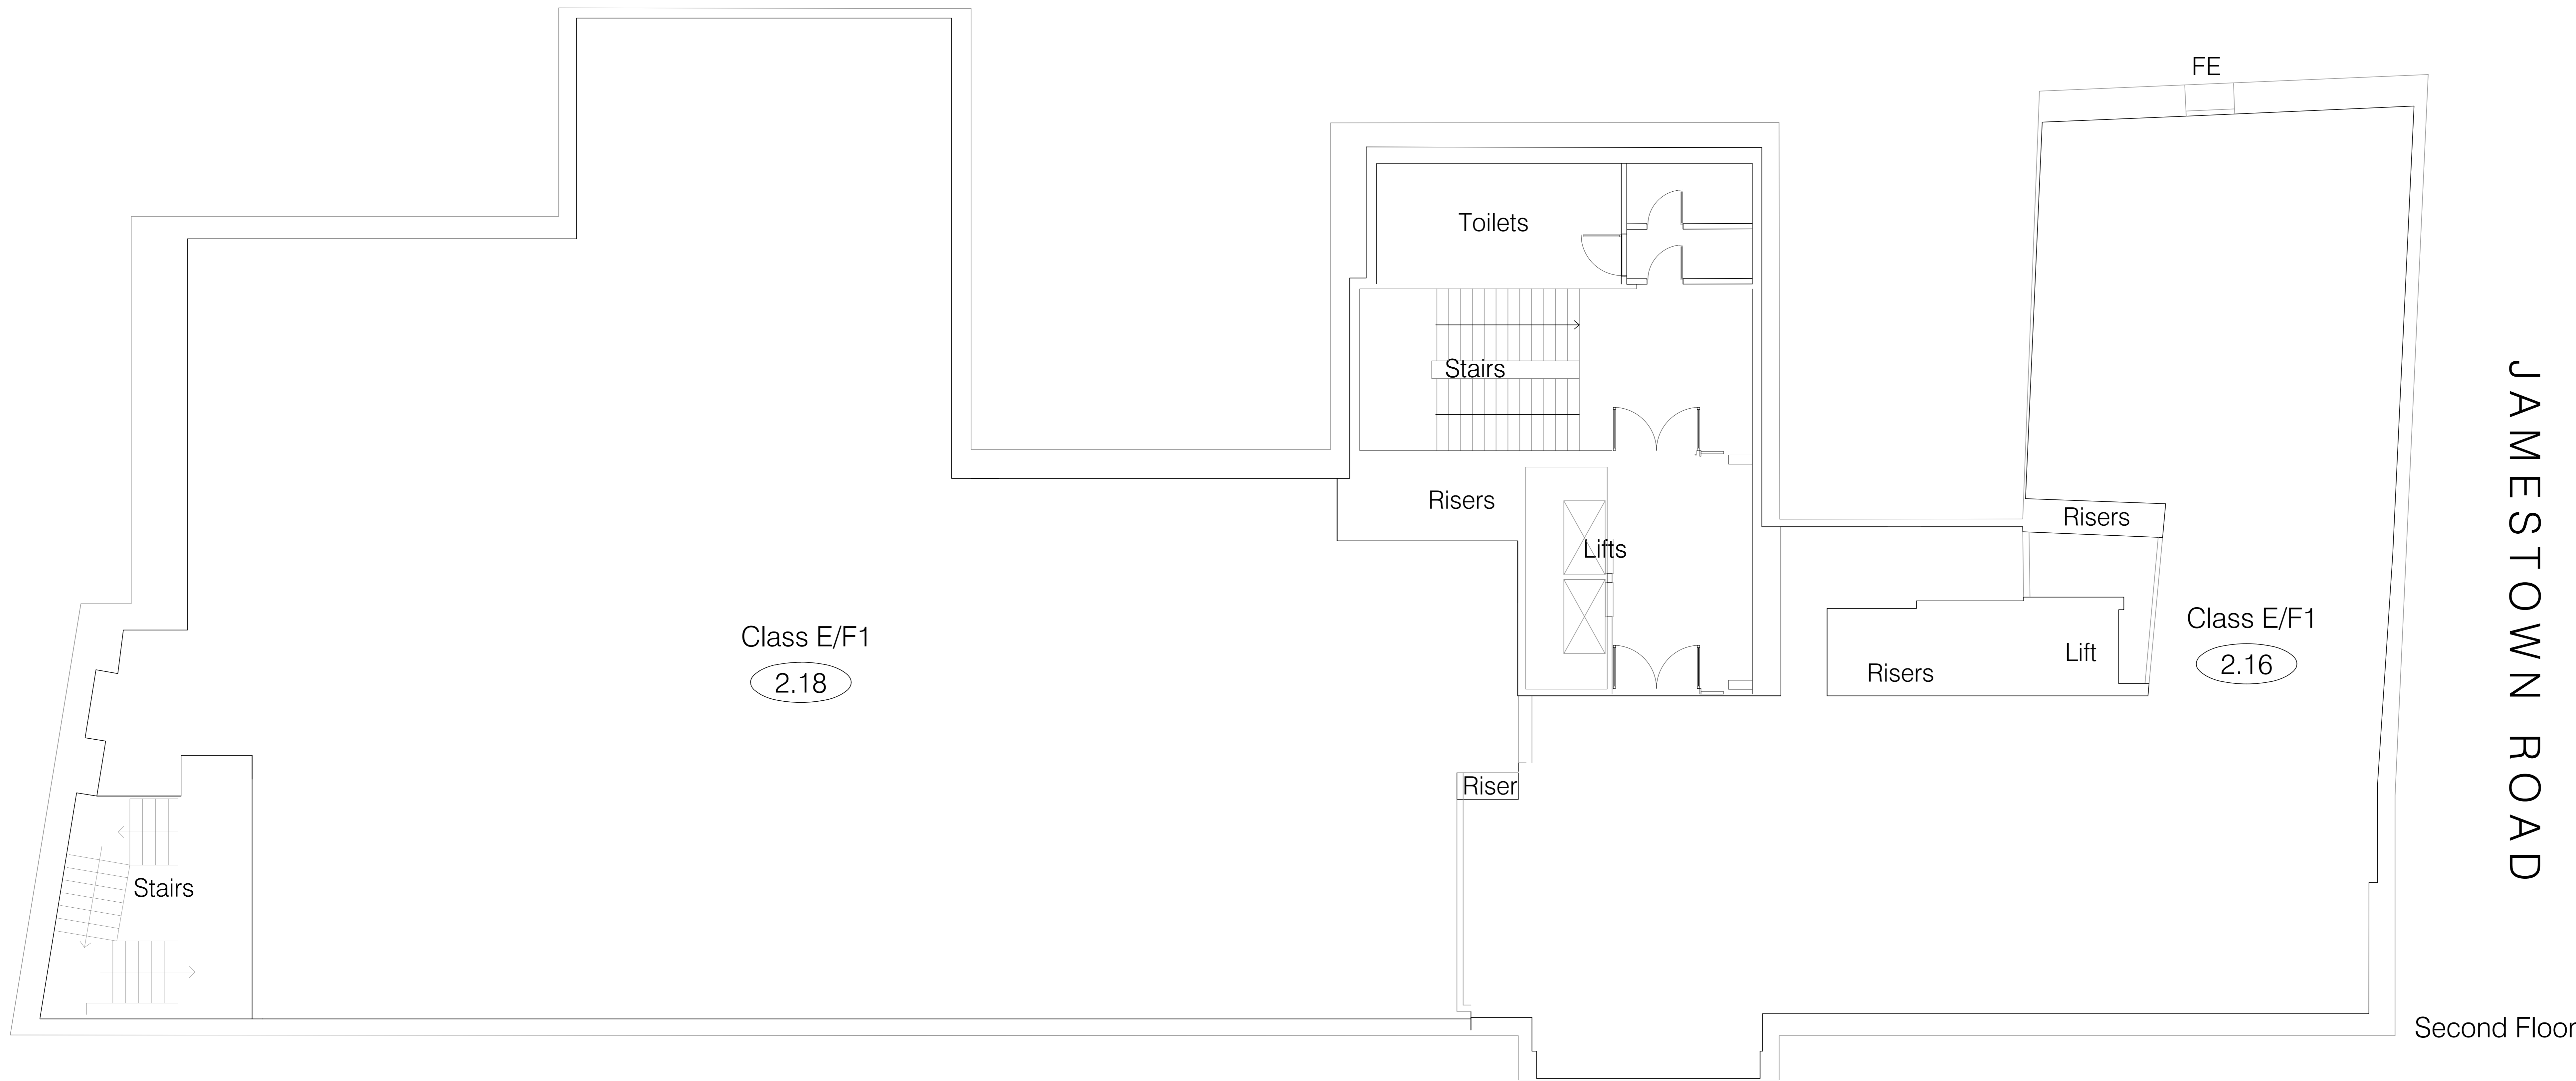 FE
Toilets
Stairs
Risers
Lifts
Risers
Class E/F1
2.16
Lift
Risers
Class E/F1
2.18
Riser
Stairs
JAMESTOWN ROAD
Second Floor